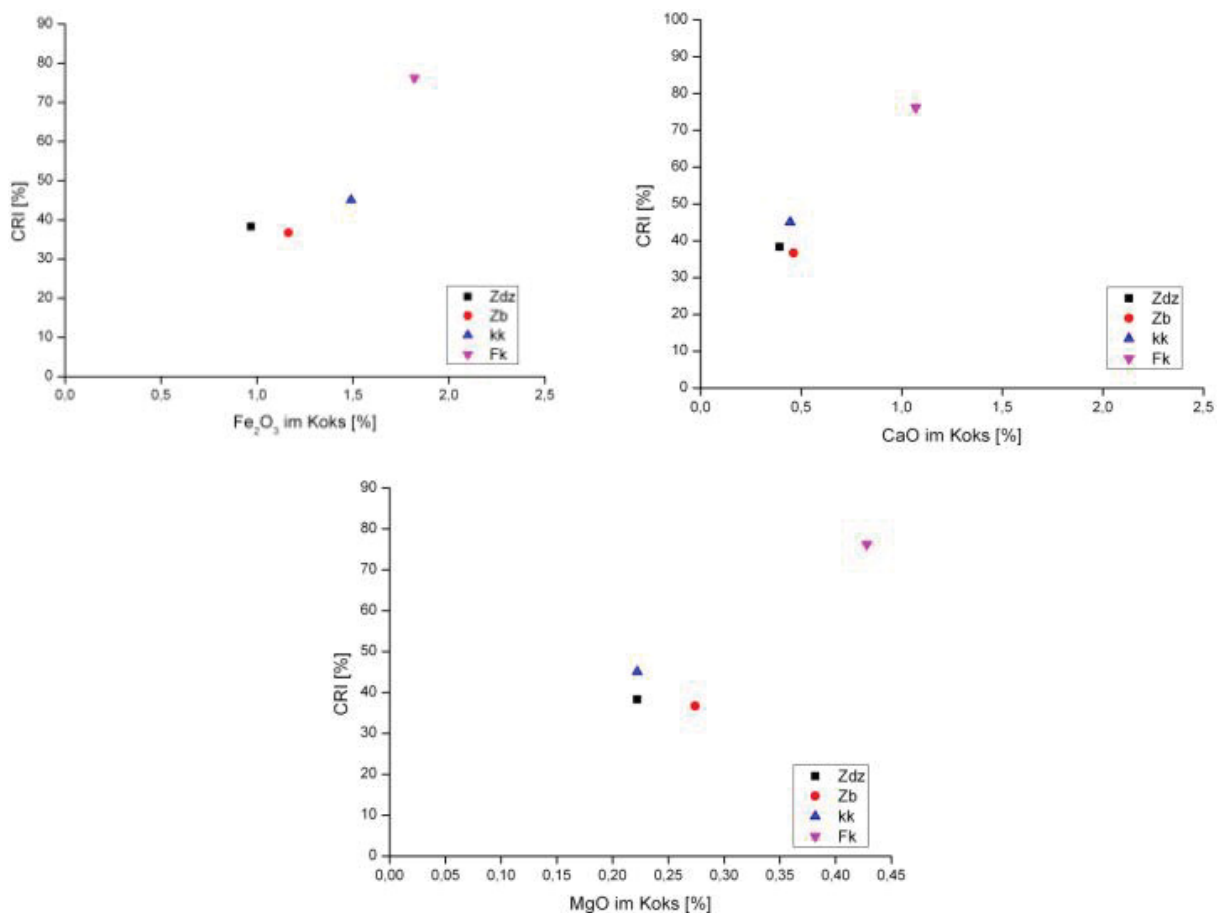 90
80
70
60
50
40
30
20
10
0
CRI [%]
0,0 0,5 1,0 1,5 2,0 2,5
Fe₂O₃ im Koks [%]
Zdz
Zb
kk
Fk
100
90
80
70
60
50
40
30
20
10
0
CRI [%]
0,0 0,5 1,0 1,5 2,0 2,5
CaO im Koks [%]
Zdz
Zb
kk
Fk
90
80
70
60
50
40
30
20
10
0
CRI [%]
0,00 0,05 0,10 0,15 0,20 0,25 0,30 0,35 0,40 0,45
MgO im Koks [%]
Zdz
Zb
kk
Fk